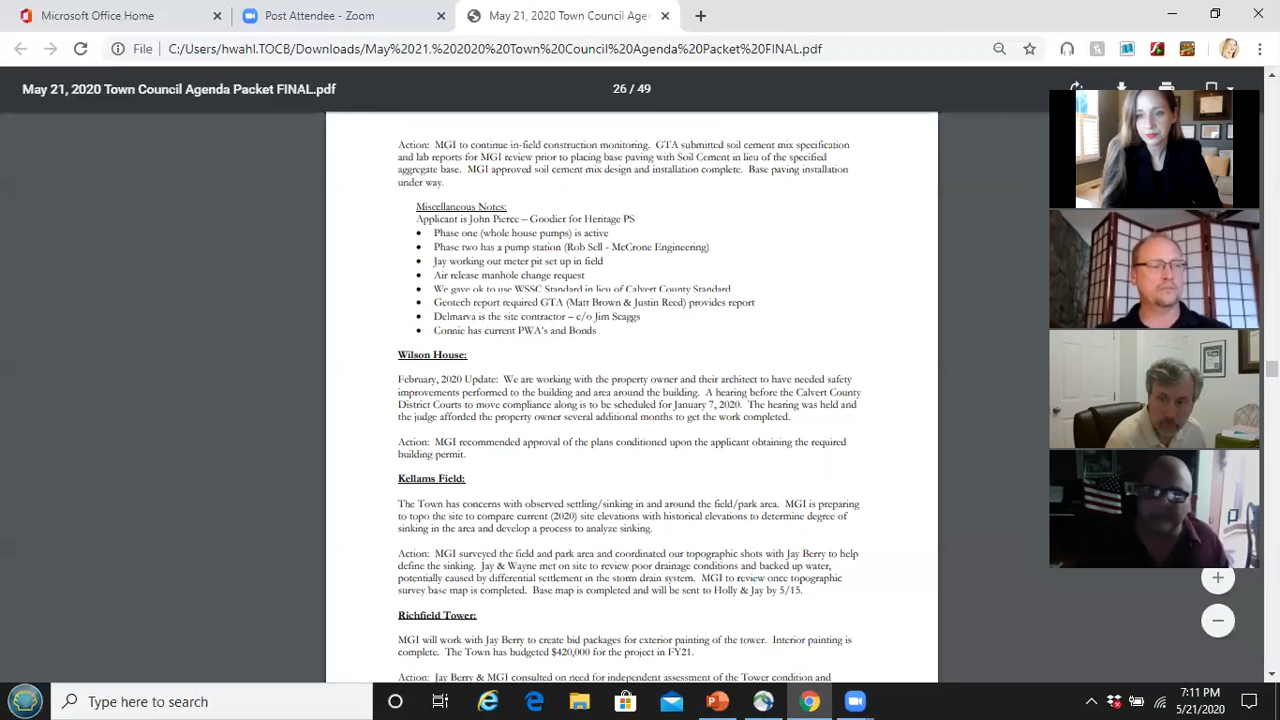 Microsoft Office Home
Post Attendee - Zoom
May 21, 2020 Town Council Age
File
C:/Users/hwahl.TOCB/Downloads/May%2021,%202020%20Town%20Council%20Agenda%20Packet%20FINAL.pdf
May 21, 2020 Town Council Agenda Packet FINAL.pdf
26 / 49
Action: MGI to continue in-field construction monitoring. GTA submitted soil cement mix specification
and lab reports for MGI review prior to placing base paving with Soil Cement in lieu of the specified
aggregate base. MGI approved soil cement mix design and installation complete. Base paving installation
under way.
Miscellaneous Notes:
Applicant is John Pierce – Goodier for Heritage PS
• Phase one (whole house pumps) is active
• Phase two has a pump station (Rob Sell - McCrone Engineering)
• Jay working out meter pit set up in field
• Air release manhole change request
• We gave ok to use WSSC Standard in lieu of Calvert County Standard
• Geotech report required GTA (Matt Brown & Justin Reed) provides report
• Delmarva is the site contractor – c/o Jim Scaggs
• Connie has current PWA's and Bonds
Wilson House:
February, 2020 Update: We are working with the property owner and their architect to have needed safety
improvements performed to the building and area around the building. A hearing before the Calvert County
District Courts to move compliance along is to be scheduled for January 7, 2020. The hearing was held and
the judge afforded the property owner several additional months to get the work completed.
Action: MGI recommended approval of the plans conditioned upon the applicant obtaining the required
building permit.
Kellams Field:
The Town has concerns with observed settling/sinking in and around the field/park area. MGI is preparing
to topo the site to compare current (2020) site elevations with historical elevations to determine degree of
sinking in the area and develop a process to analyze sinking.
Action: MGI surveyed the field and park area and coordinated our topographic shots with Jay Berry to help
define the sinking. Jay & Wayne met on site to review poor drainage conditions and backed up water,
potentially caused by differential settlement in the storm drain system. MGI to review once topographic
survey base map is completed. Base map is completed and will be sent to Holly & Jay by 5/15.
Richfield Tower:
MGI will work with Jay Berry to create bid packages for exterior painting of the tower. Interior painting is
complete. The Town has budgeted $420,000 for the project in FY21.
Action: Jay Berry & MGI consulted on need for independent assessment of the Tower condition and
Type here to search
7:11 PM
5/21/2020